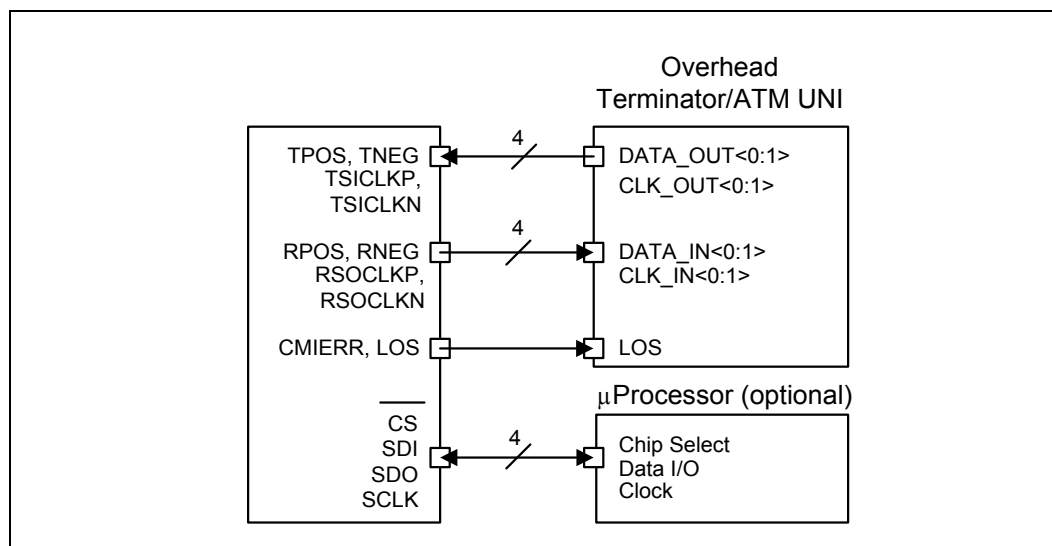 Overhead
Terminator/ATM UNI
TPOS, TNEG
TSICLKP,
TSICLKN
4
DATA_OUT<0:1>
CLK_OUT<0:1>
RPOS, RNEG
RSOCLKP,
RSOCLKN
4
DATA_IN<0:1>
CLK_IN<0:1>
CMIERR, LOS
LOS
μProcessor (optional)
CS
SDI
SDO
SCLK
4
Chip Select
Data I/O
Clock